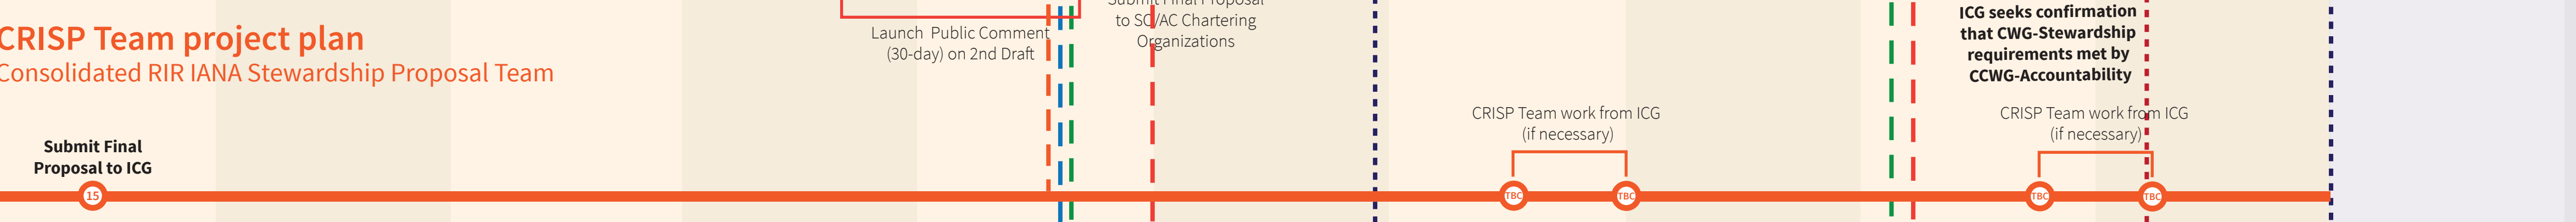 CRISP Team project plan
Consolidated RIR IANA Stewardship Proposal Team
Submit Final
Proposal to ICG
15
Launch Public Comment
(30-day) on 2nd Draft
Submit Final Proposal
to SO/AC Chartering
Organizations
CRISP Team work from ICG
(if necessary)
TBC
TBC
ICG seeks confirmation
that CWG-Stewardship
requirements met by
CCWG-Accountability
CRISP Team work from ICG
(if necessary)
TBC
TBC